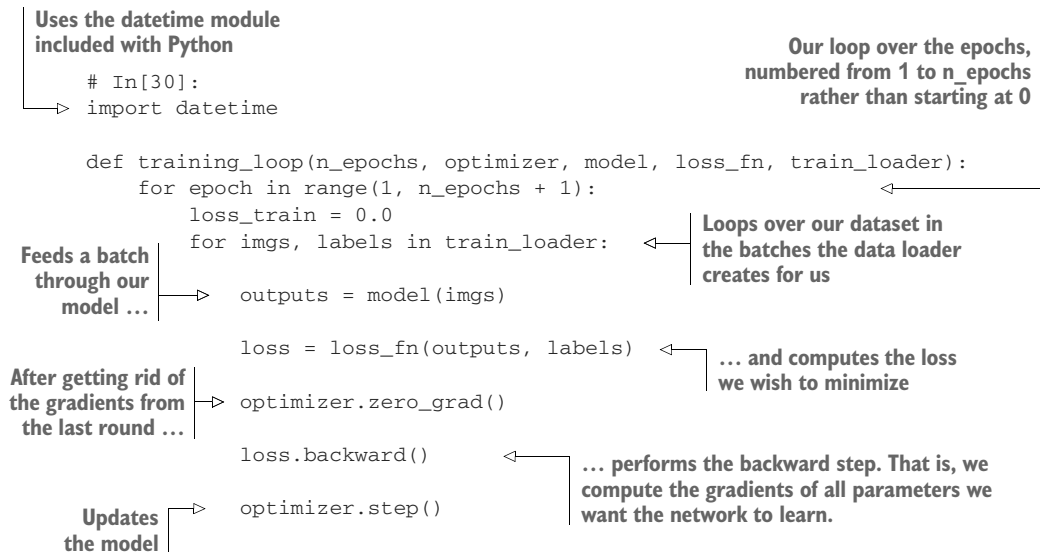 Uses the datetime module
included with Python
Our loop over the epochs,
numbered from 1 to n_epochs
rather than starting at 0
# In[30]:
import datetime
def training_loop(n_epochs, optimizer, model, loss_fn, train_loader):
for epoch in range(1, n_epochs + 1):
loss_train = 0.0
for imgs, labels in train_loader:
Loops over our dataset in
the batches the data loader
creates for us
Feeds a batch
through our
model …
outputs = model(imgs)
loss = loss_fn(outputs, labels)
… and computes the loss
we wish to minimize
After getting rid of
the gradients from
the last round …
optimizer.zero_grad()
loss.backward()
… performs the backward step. That is, we
compute the gradients of all parameters we
want the network to learn.
optimizer.step()
Updates
the model